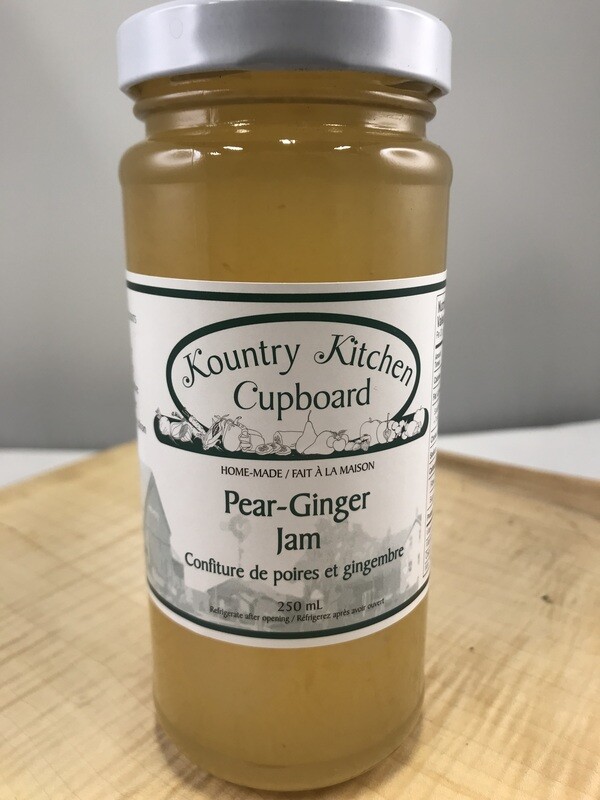 Kountry Kitchen
Cupboard
HOME-MADE / FAIT À LA MAISON
Pear-Ginger
Jam
Confiture de poires et gingembre
250 mL
Refrigerate after opening / Réfrigerez après avoir ouvert